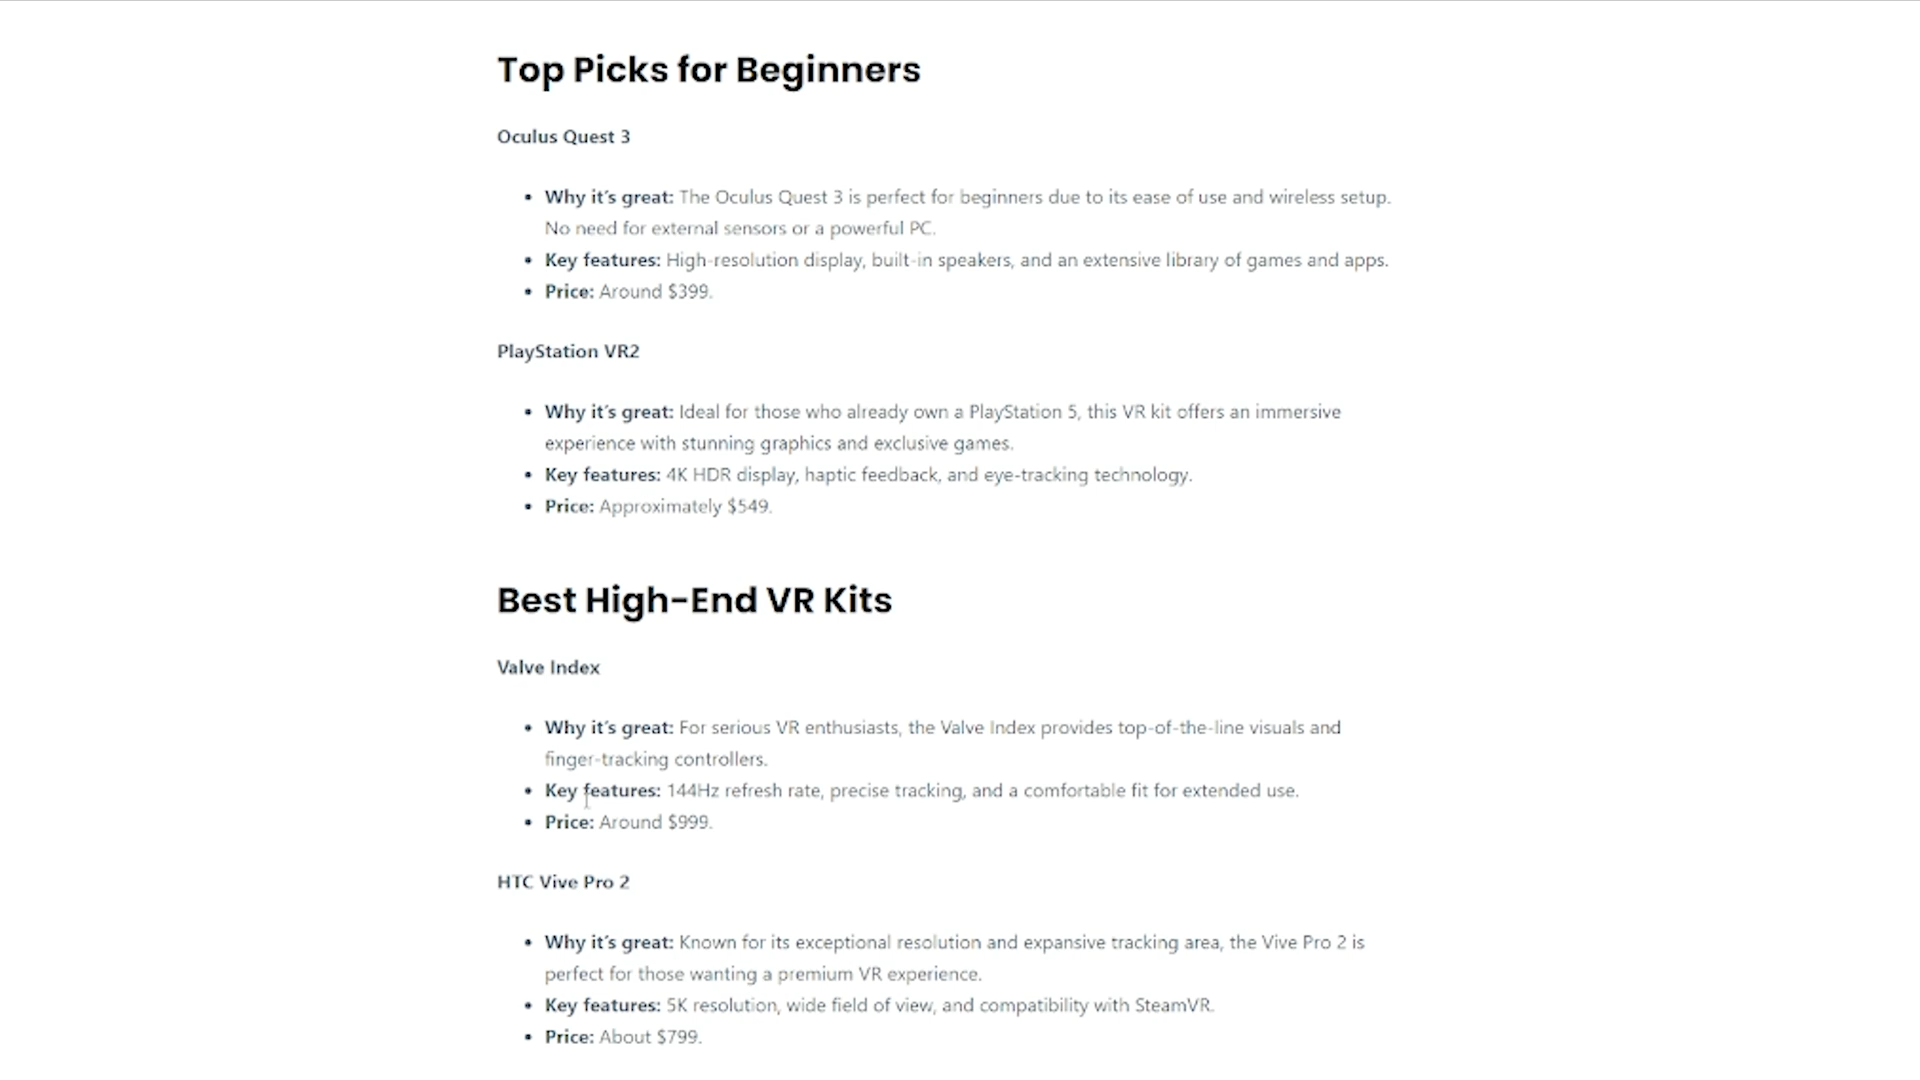 Top Picks for Beginners
Oculus Quest 3
• Why it's great: The Oculus Quest 3 is perfect for beginners due to its ease of use and wireless setup.
No need for external sensors or a powerful PC.
• Key features: High-resolution display, built-in speakers, and an extensive library of games and apps.
• Price: Around $399.
PlayStation VR2
• Why it's great: Ideal for those who already own a PlayStation 5, this VR kit offers an immersive
experience with stunning graphics and exclusive games.
• Key features: 4K HDR display, haptic feedback, and eye-tracking technology.
• Price: Approximately $549.
Best High-End VR Kits
Valve Index
• Why it's great: For serious VR enthusiasts, the Valve Index provides top-of-the-line visuals and
finger-tracking controllers.
• Key features: 144Hz refresh rate, precise tracking, and a comfortable fit for extended use.
• Price: Around $999.
HTC Vive Pro 2
• Why it's great: Known for its exceptional resolution and expansive tracking area, the Vive Pro 2 is
perfect for those wanting a premium VR experience.
• Key features: 5K resolution, wide field of view, and compatibility with SteamVR.
• Price: About $799.